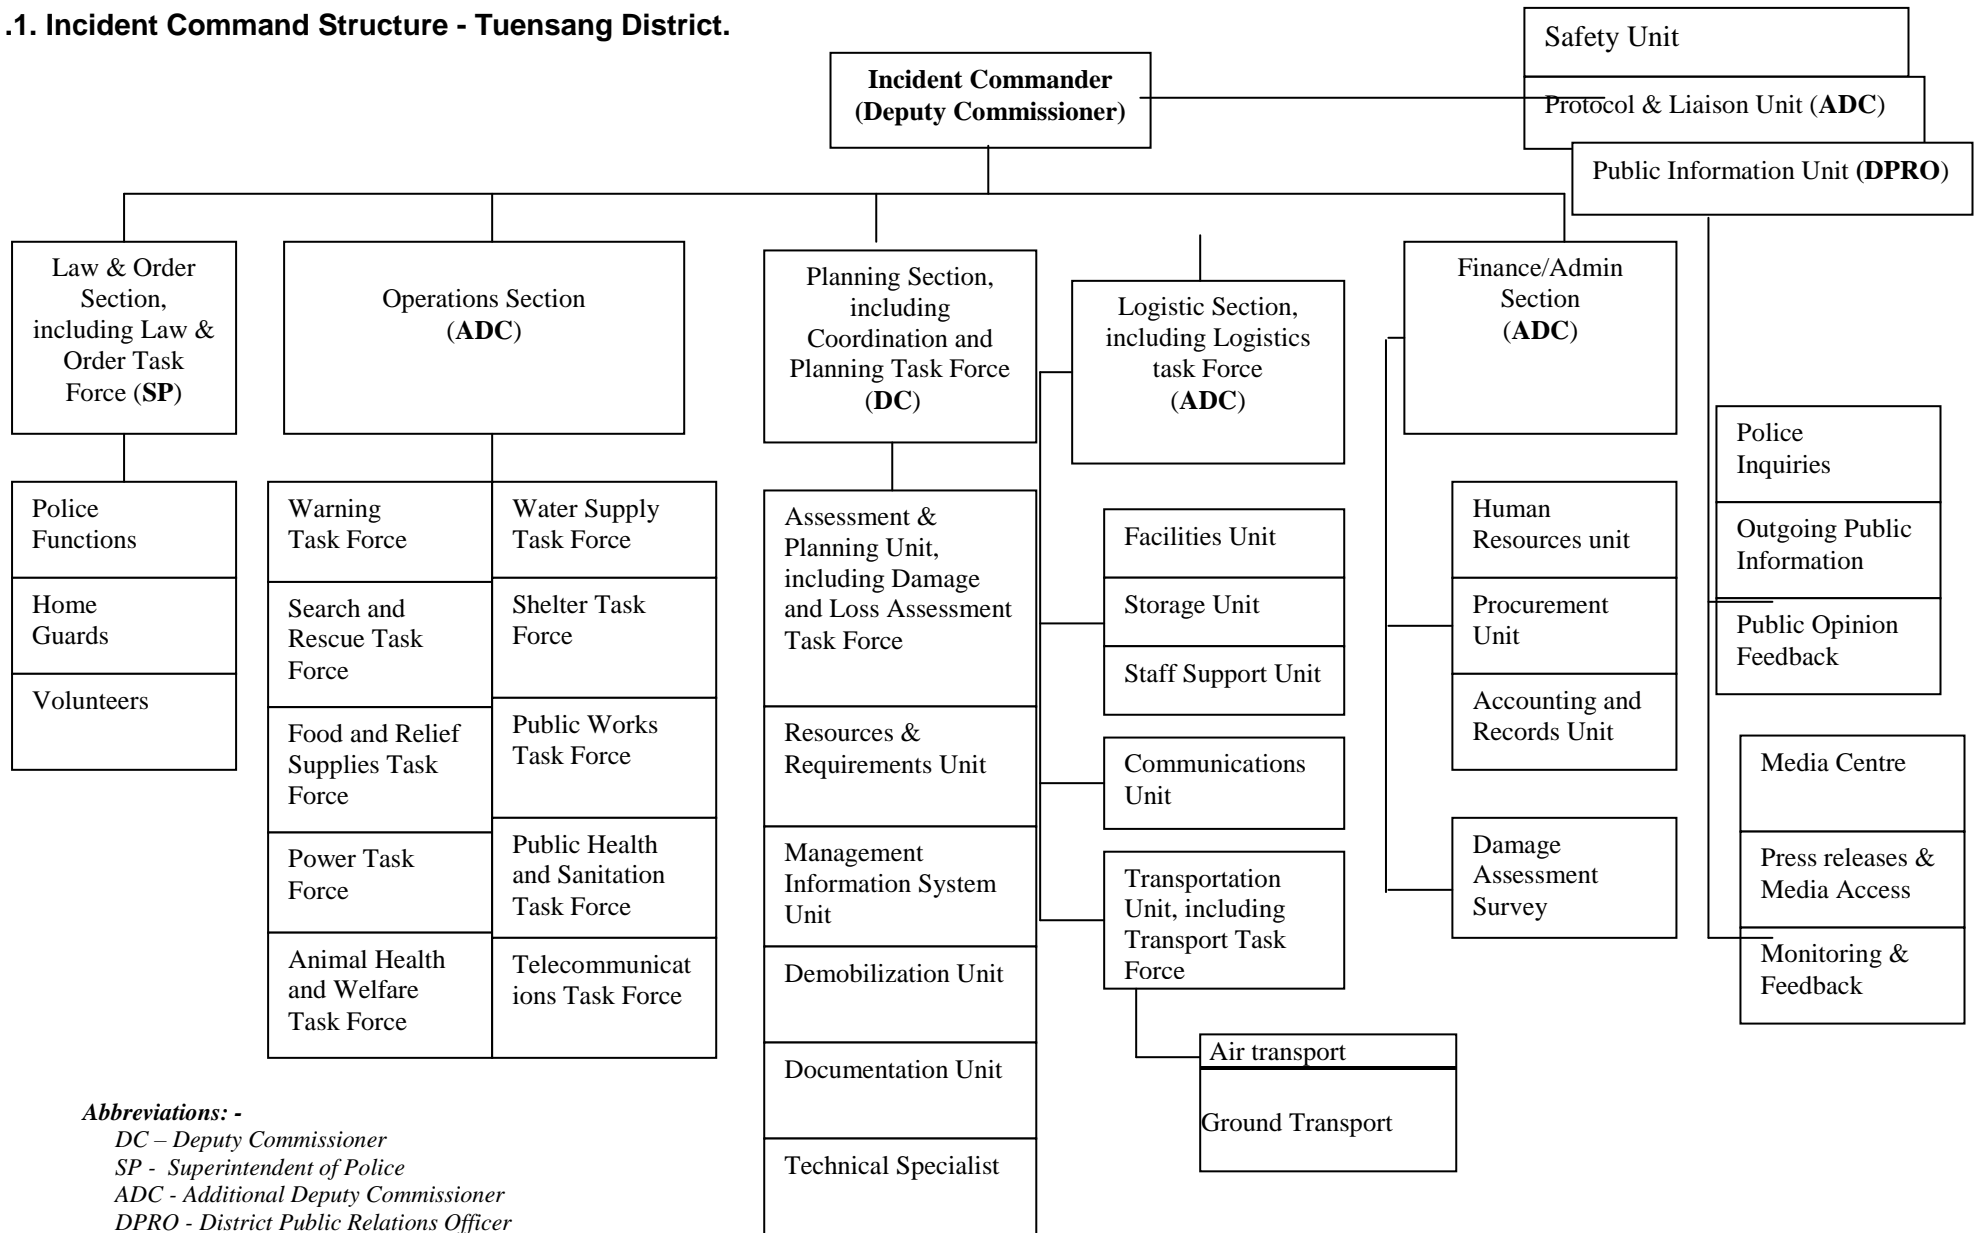 .1. Incident Command Structure - Tuensang District.
Incident Commander
(Deputy Commissioner)
Safety Unit
Protocol & Liaison Unit (ADC)
Public Information Unit (DPRO)
Law & Order
Section,
including Law &
Order Task
Force (SP)
Operations Section
(ADC)
Planning Section,
including
Coordination and
Planning Task Force
(DC)
Logistic Section,
including Logistics
task Force
(ADC)
Finance/Admin
Section
(ADC)
Police
Functions
Home
Guards
Volunteers
Warning
Task Force
Search and
Rescue Task
Force
Food and Relief
Supplies Task
Force
Power Task
Force
Animal Health
and Welfare
Task Force
Water Supply
Task Force
Shelter Task
Force
Public Works
Task Force
Public Health
and Sanitation
Task Force
Telecommunicat
ions Task Force
Assessment &
Planning Unit,
including Damage
and Loss Assessment
Task Force
Resources &
Requirements Unit
Management
Information System
Unit
Demobilization Unit
Documentation Unit
Technical Specialist
Facilities Unit
Storage Unit
Staff Support Unit
Communications
Unit
Transportation
Unit, including
Transport Task
Force
Air transport
Ground Transport
Human
Resources unit
Procurement
Unit
Accounting and
Records Unit
Damage
Assessment
Survey
Police
Inquiries
Outgoing Public
Information
Public Opinion
Feedback
Media Centre
Press releases &
Media Access
Monitoring &
Feedback
Abbreviations: -
DC – Deputy Commissioner
SP - Superintendent of Police
ADC - Additional Deputy Commissioner
DPRO - District Public Relations Officer